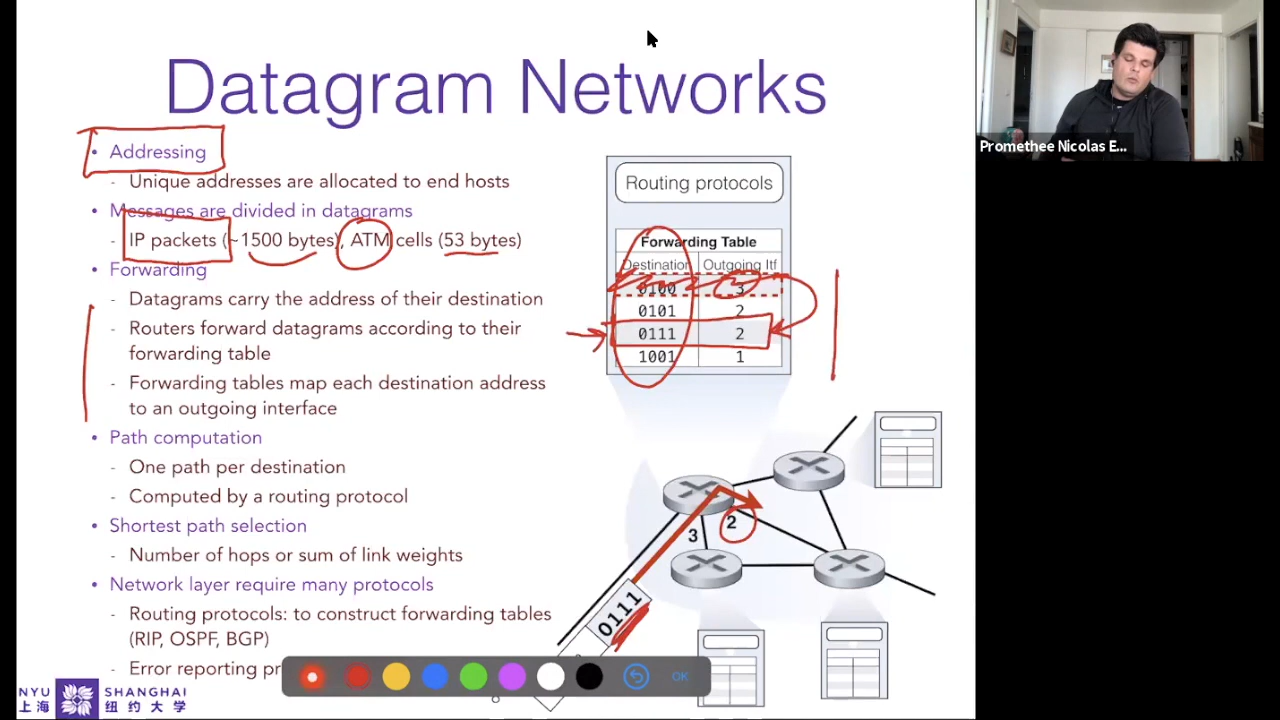 Datagram Networks
• Addressing
- Unique addresses are allocated to end hosts
• Messages are divided in datagrams
- IP packets (~1500 bytes), ATM cells (53 bytes)
• Forwarding
- Datagrams carry the address of their destination
- Routers forward datagrams according to their
forwarding table
- Forwarding tables map each destination address
to an outgoing interface
• Path computation
- One path per destination
- Computed by a routing protocol
• Shortest path selection
- Number of hops or sum of link weights
• Network layer require many protocols
- Routing protocols: to construct forwarding tables
(RIP, OSPF, BGP)
- Error reporting
Routing protocols
Forwarding Table
Destination Outgoing Itf
0100 3
0101 2
0111 2
1001 1
2
3
0111
OK
NYU SHANGHAI
上海 纽约大学
Promethee Nicolas E...